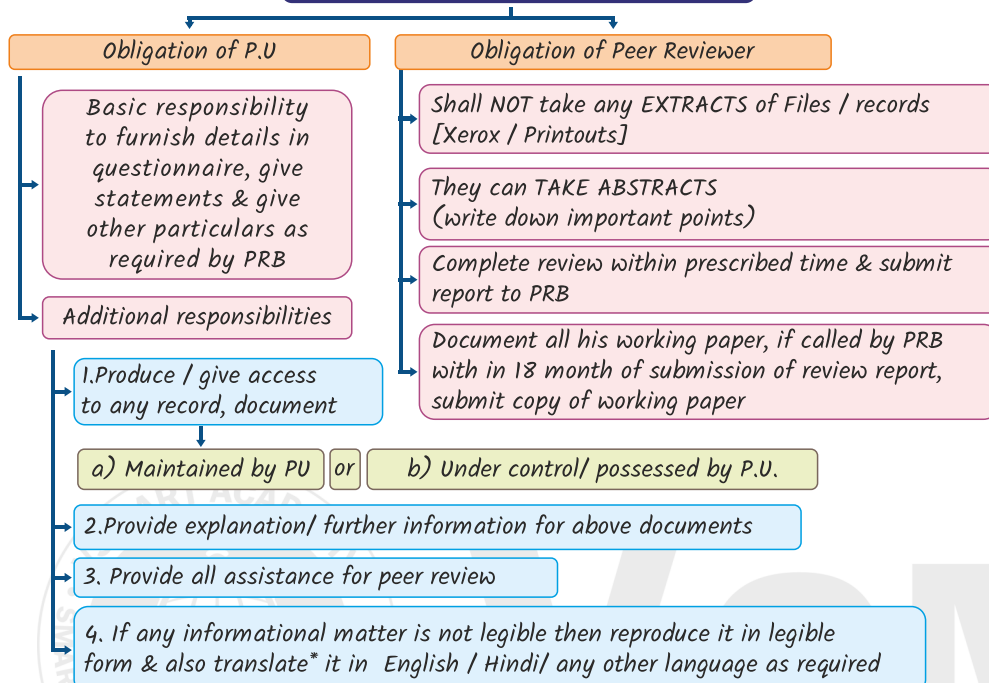 Obligation of P.U
Basic responsibility
to furnish details in
questionnaire, give
statements & give
other particulars as
required by PRB
Additional responsibilities
1.Produce / give access
to any record, document
a) Maintained by PU
or
b) Under control/ possessed by P.U.
2.Provide explanation/ further information for above documents
3. Provide all assistance for peer review
4. If any informational matter is not legible then reproduce it in legible
form & also translate* it in English / Hindi/ any other language as required
Obligation of Peer Reviewer
Shall NOT take any EXTRACTS of Files / records
[Xerox / Printouts]
They can TAKE ABSTRACTS
(write down important points)
Complete review within prescribed time & submit
report to PRB
Document all his working paper, if called by PRB
with in 18 month of submission of review report,
submit copy of working paper